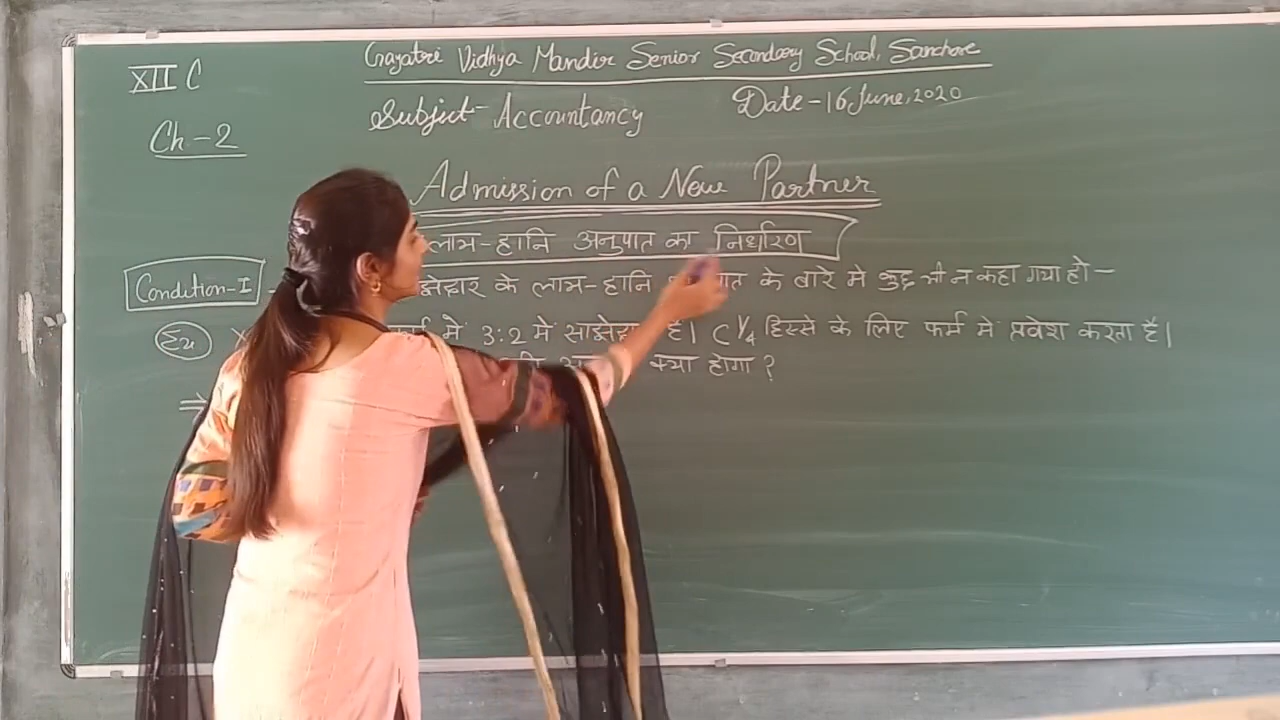 XII C
Gayatri Vidhya Mandir Senior Secondary School, Sanchore
Subject- Accountancy
Date - 16 June, 2020
Ch.-2
Admission of a New Partner
लाभ-हानि अनुपात का निर्धारण
Condition-I - के लाभ-हानि के बारे मे कुछ भी न कहा गया हो -
Ex में 3:2 में है। C 1/4 हिस्से के लिए फर्म मे प्रवेश करता है।
क्या होगा ?
⇒